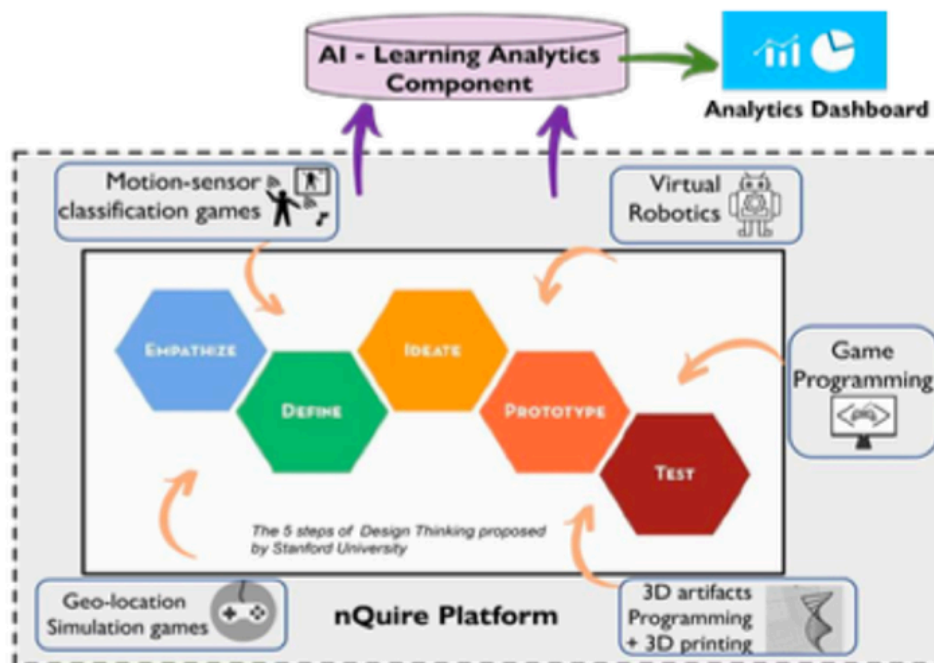 AI - Learning Analytics
Component
Analytics Dashboard
Motion-sensor
classification games
Virtual
Robotics
EMPATHIZE
IDEATE
DEFINE
PROTOTYPE
TEST
Game
Programming
The 5 steps of Design Thinking proposed
by Stanford University
Geo-location
Simulation games
nQuire Platform
3D artifacts
Programming
+ 3D printing